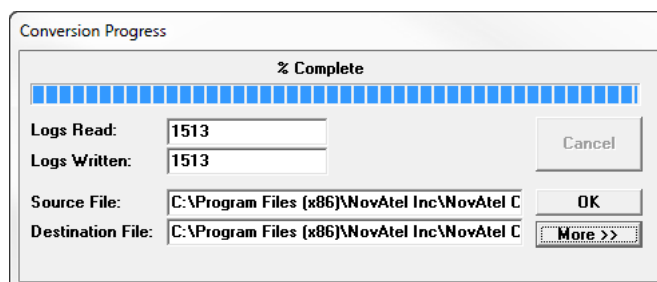 Conversion Progress
% Complete
Logs Read: 1513
Logs Written: 1513
Cancel
Source File: C:\Program Files (x86)\NovAtel Inc\NovAtel C
OK
Destination File: C:\Program Files (x86)\NovAtel Inc\NovAtel C
More >>